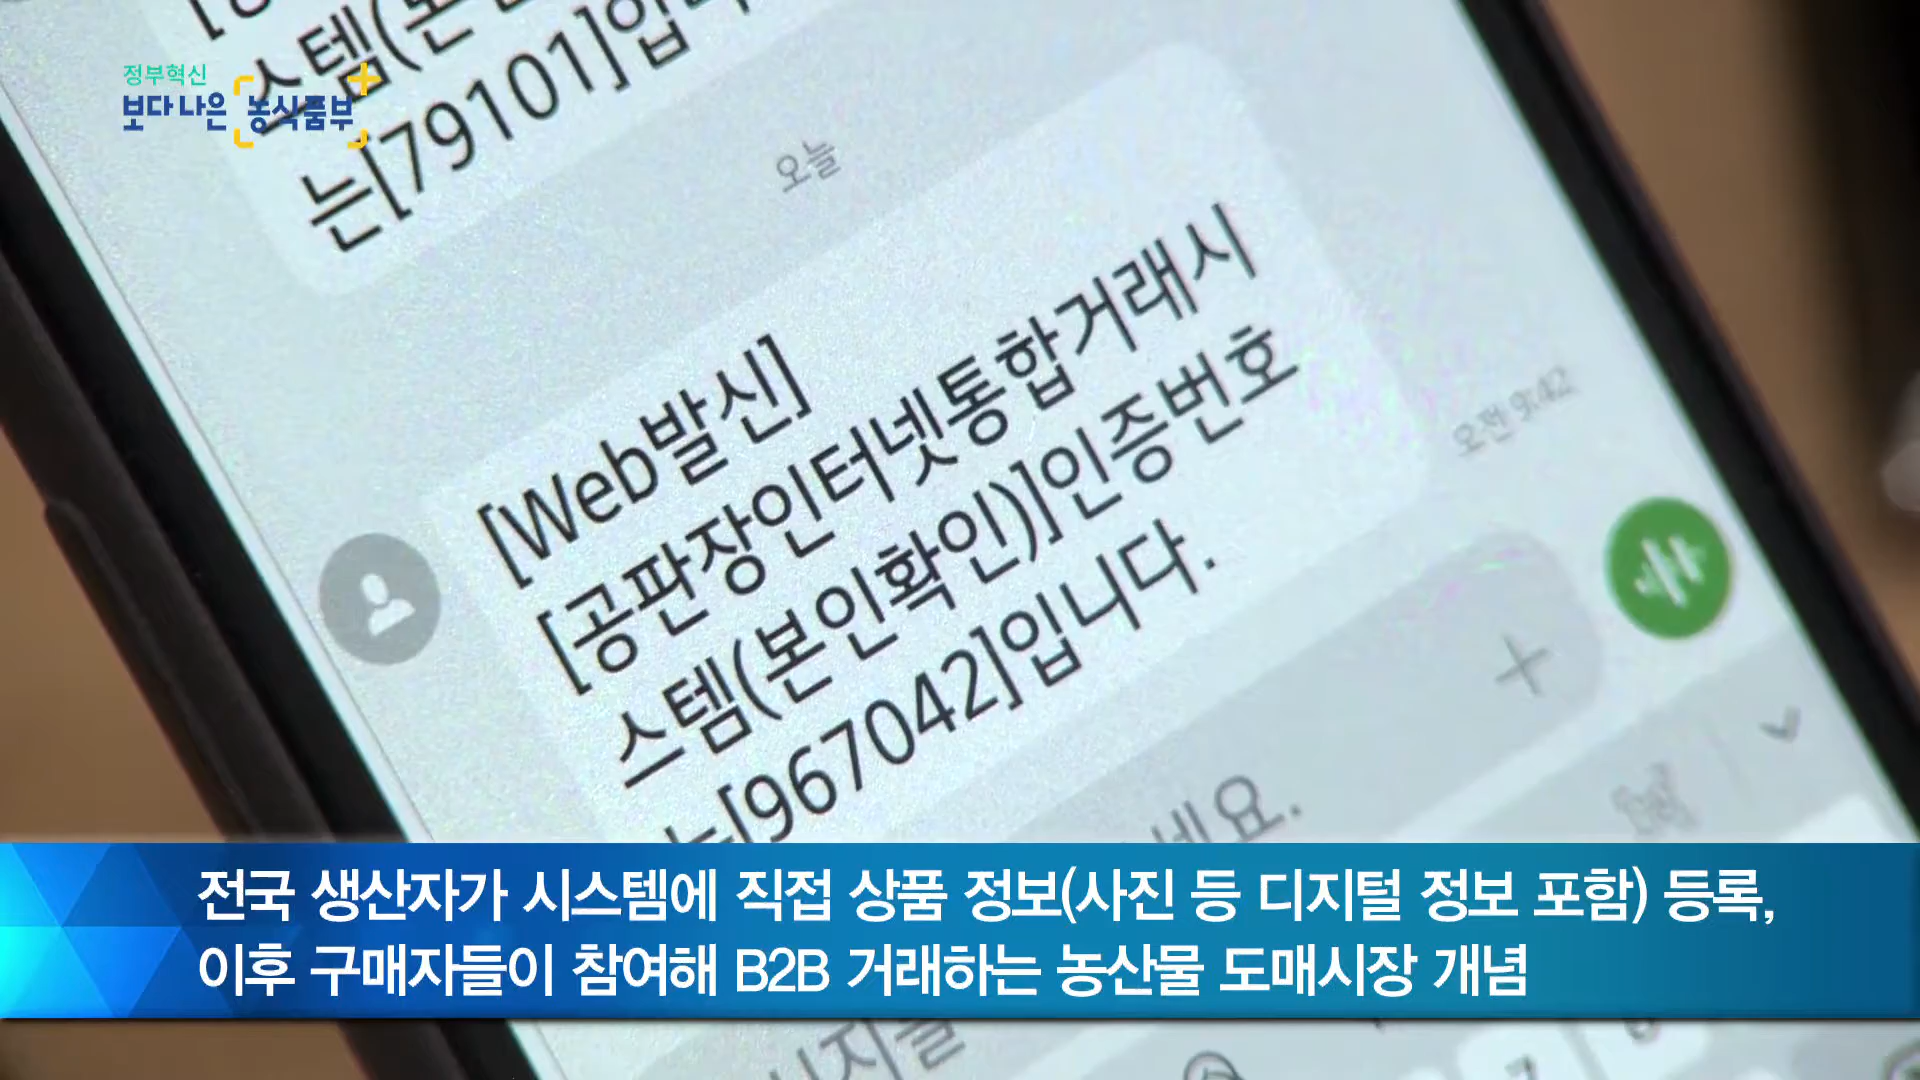 정부혁신
보다 나은 농식품부
스템(본
는[79101]입니
오늘
[Web발신]
[공판장인터넷통합거래시
스템(본인확인)]인증번호
는[967042]입니다.
오전 9:42
세요.
전국 생산자가 시스템에 직접 상품 정보(사진 등 디지털 정보 포함) 등록,
이후 구매자들이 참여해 B2B 거래하는 농산물 도매시장 개념